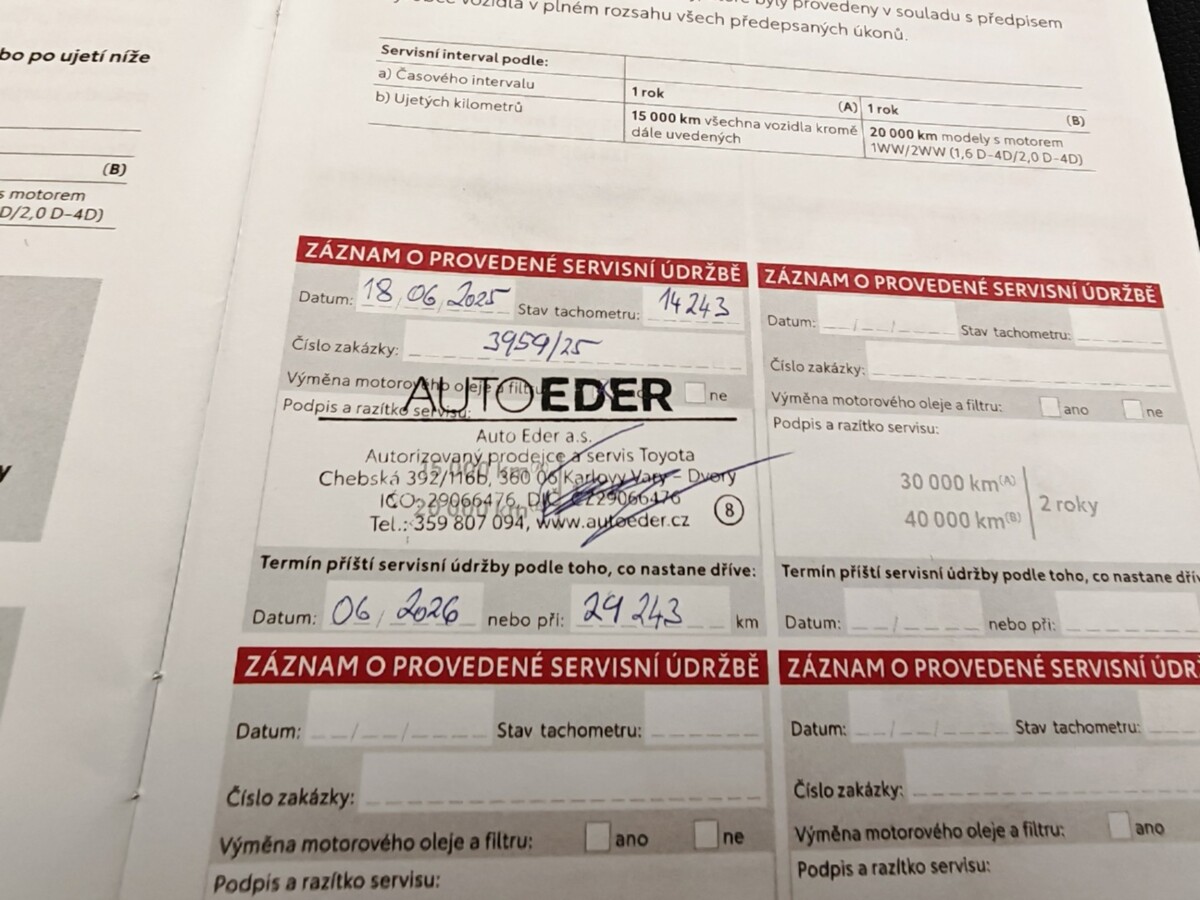 bo po ujetí níže
(B)
s motorem
D/2,0 D-4D)
y
byly provedeny v souladu s předpisem
vozidla v plném rozsahu všech předepsaných úkonů.
Servisní interval podle:
a) Časového intervalu
1 rok (A)
1 rok (B)
b) Ujetých kilometrů
15 000 km všechna vozidla kromě
dále uvedených
20 000 km modely s motorem
1WW/2WW (1,6 D-4D/2,0 D-4D)
ZÁZNAM O PROVEDENÉ SERVISNÍ ÚDRŽBĚ
Datum: 18/06/2025 Stav tachometru: 14243
Číslo zakázky: 3959/25
Výměna motorového oleje a filtru: ne
Podpis a razítko servisu:
AUTOEDER
Auto Eder a.s.
Autorizovaný prodejce a servis Toyota
Chebská 392/116b, 360 06 Karlovy Vary - Dvory
IČO: 29066476, DIČ: CZ29066476
Tel.: 359 807 094, www.autoeder.cz
8
15 000 km
20 000 km
Termín příští servisní údržby podle toho, co nastane dříve:
Datum: 06/2026 nebo při: 29 243 km
ZÁZNAM O PROVEDENÉ SERVISNÍ ÚDRŽBĚ
Datum: / / Stav tachometru:
Číslo zakázky:
Výměna motorového oleje a filtru: ano ne
Podpis a razítko servisu:
30 000 km(A)
40 000 km(B)
2 roky
Termín příští servisní údržby podle toho, co nastane dřív
Datum: / nebo při:
ZÁZNAM O PROVEDENÉ SERVISNÍ ÚDRŽBĚ
Datum: / / Stav tachometru:
Číslo zakázky:
Výměna motorového oleje a filtru: ano ne
Podpis a razítko servisu:
ZÁZNAM O PROVEDENÉ SERVISNÍ ÚDRŽ
Datum: / / Stav tachometru:
Číslo zakázky:
Výměna motorového oleje a filtru: ano
Podpis a razítko servisu: